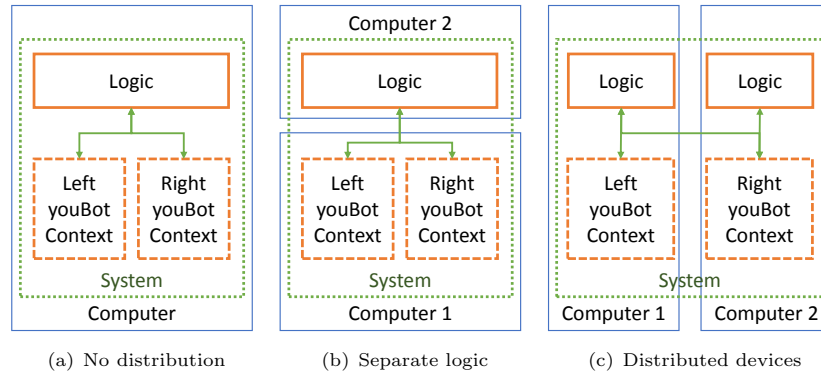 Logic
Left
youBot
Context
Right
youBot
Context
System
Computer
(a) No distribution
Computer 2
Logic
Left
youBot
Context
Right
youBot
Context
System
Computer 1
(b) Separate logic
Logic
Logic
Left
youBot
Context
Right
youBot
Context
System
Computer 1
Computer 2
(c) Distributed devices